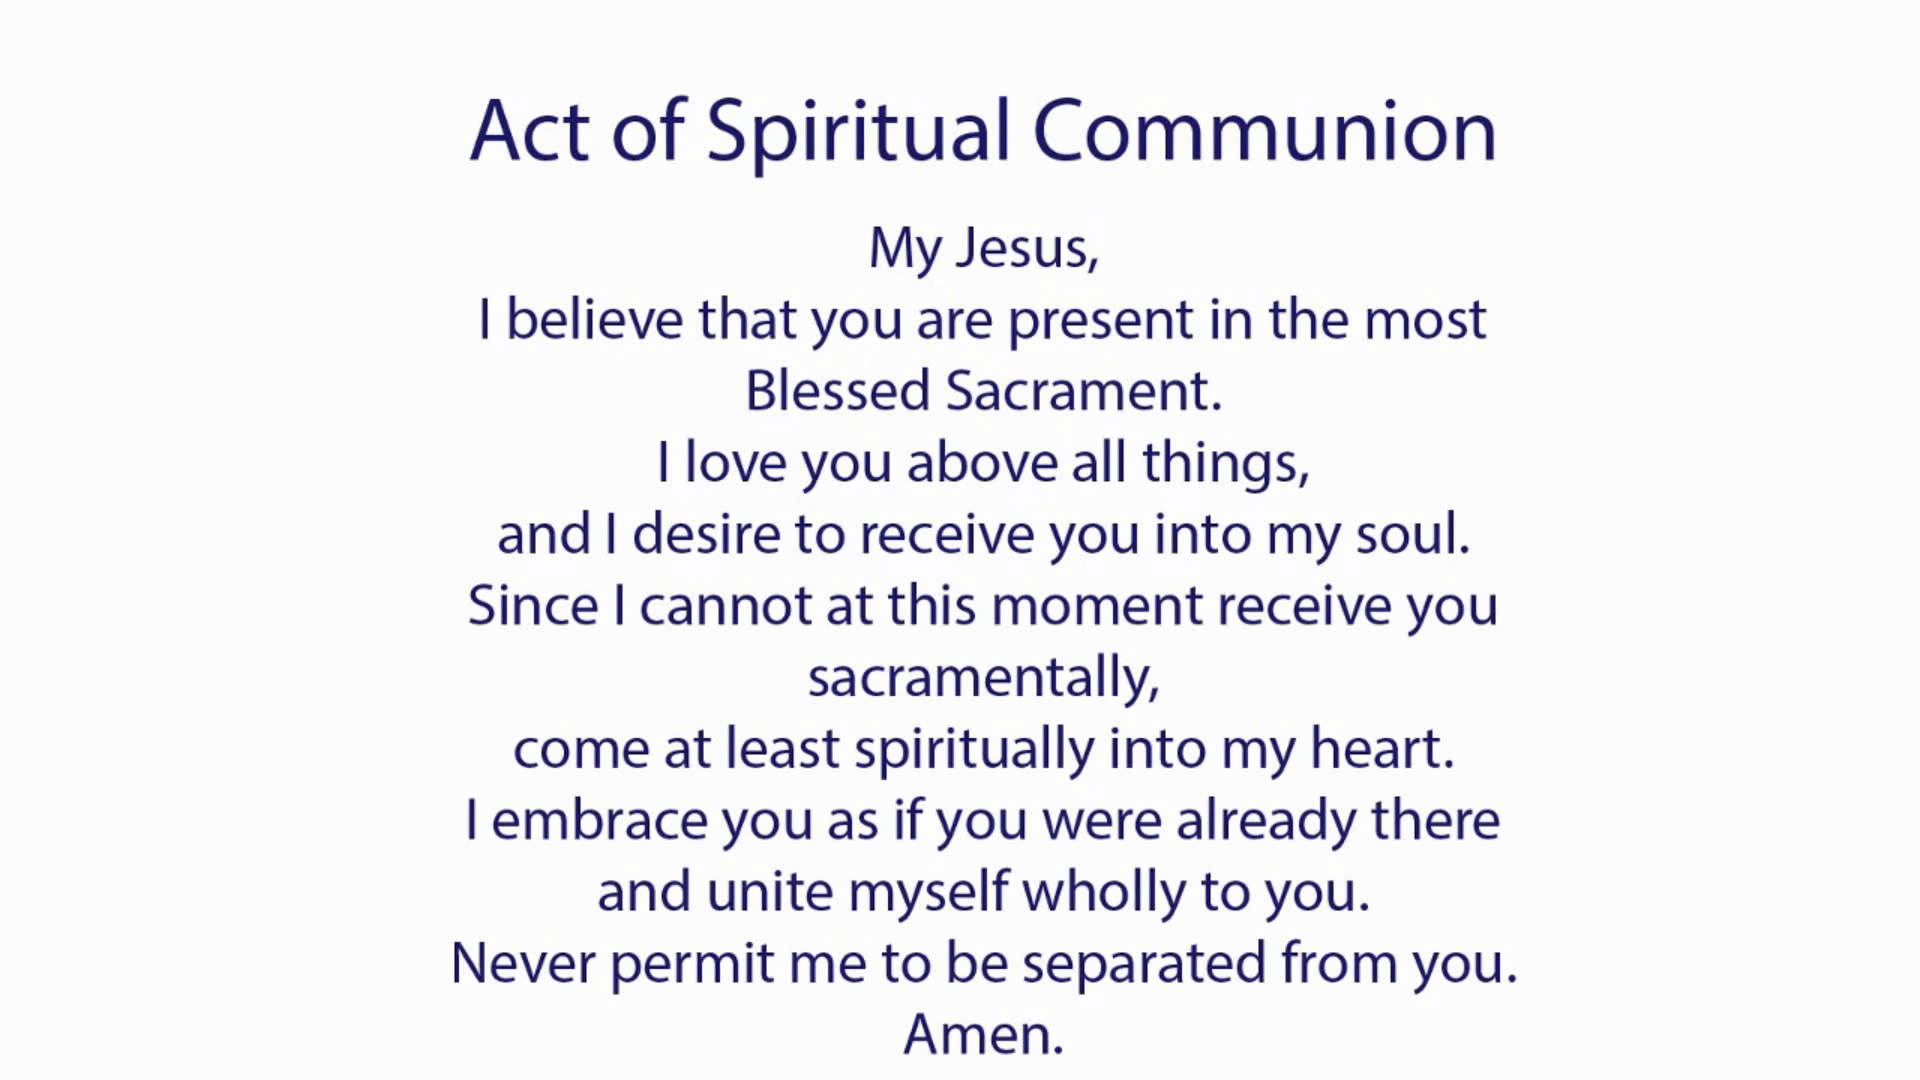 Act of Spiritual Communion
My Jesus,
I believe that you are present in the most
Blessed Sacrament.
I love you above all things,
and I desire to receive you into my soul.
Since I cannot at this moment receive you
sacramentally,
come at least spiritually into my heart.
I embrace you as if you were already there
and unite myself wholly to you.
Never permit me to be separated from you.
Amen.